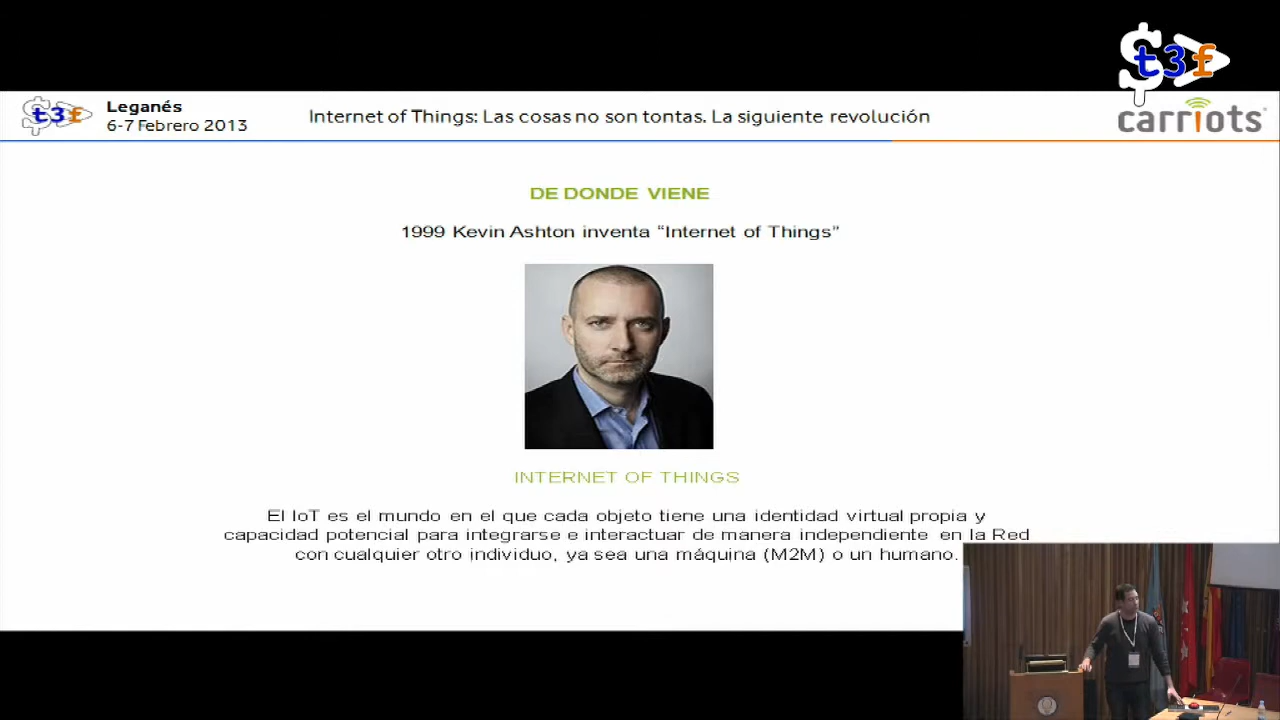 t3f
Leganés
6-7 Febrero 2013
t3f
Internet of Things: Las cosas no son tontas. La siguiente revolución
carriots
DE DONDE VIENE
1999 Kevin Ashton inventa “Internet of Things”
INTERNET OF THINGS
El IoT es el mundo en el que cada objeto tiene una identidad virtual propia y
capacidad potencial para integrarse e interactuar de manera independiente en la Red
con cualquier otro individuo, ya sea una máquina (M2M) o un humano.